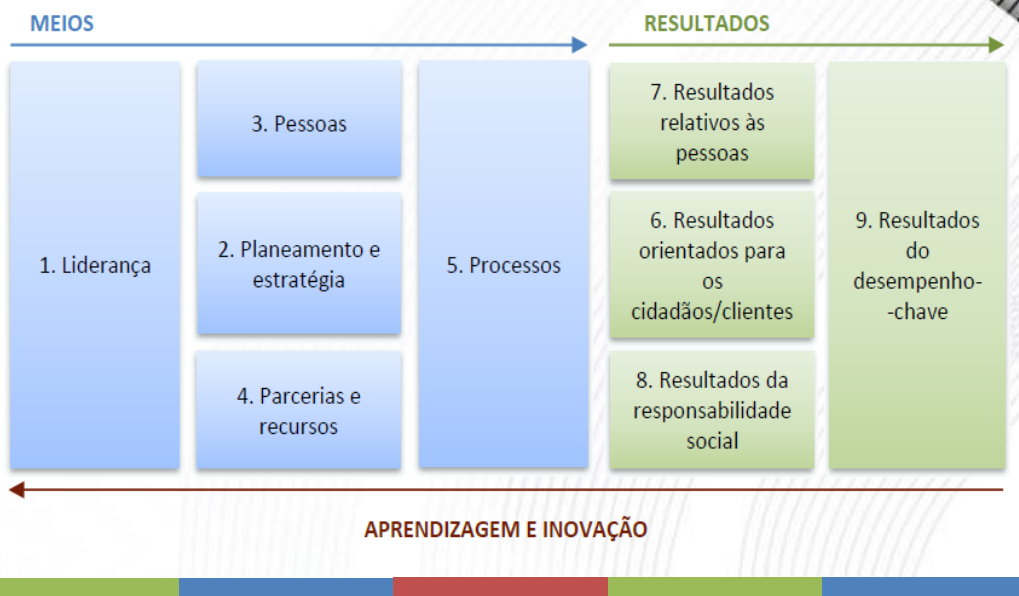 MEIOS
RESULTADOS
1. Liderança
3. Pessoas
2. Planeamento e
estratégia
4. Parcerias e
recursos
5. Processos
7. Resultados
relativos às
pessoas
6. Resultados
orientados para
os
cidadãos/clientes
8. Resultados da
responsabilidade
social
9. Resultados
do
desempenho-
-chave
APRENDIZAGEM E INOVAÇÃO